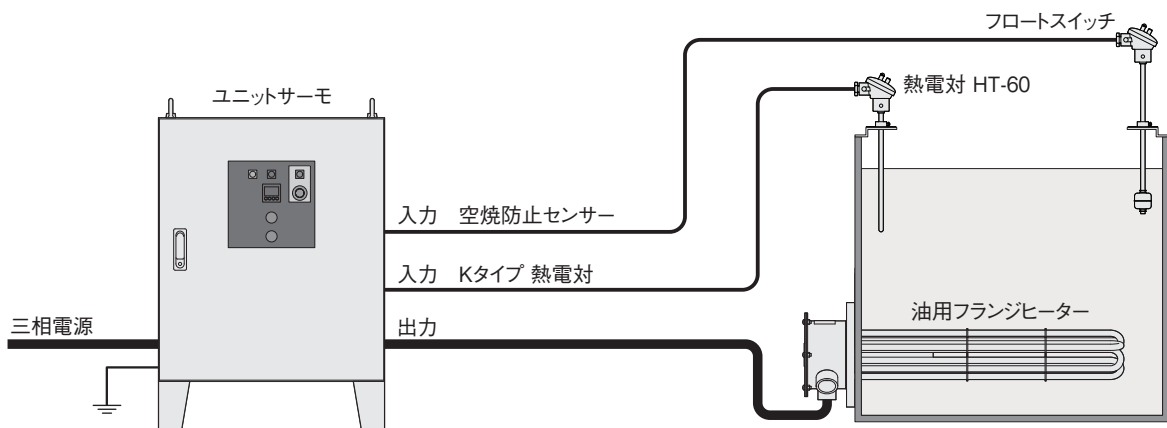 フロートスイッチ
熱電対 HT-60
ユニットサーモ
入力 空焼防止センサー
入力 Kタイプ 熱電対
三相電源
出力
油用フランジヒーター